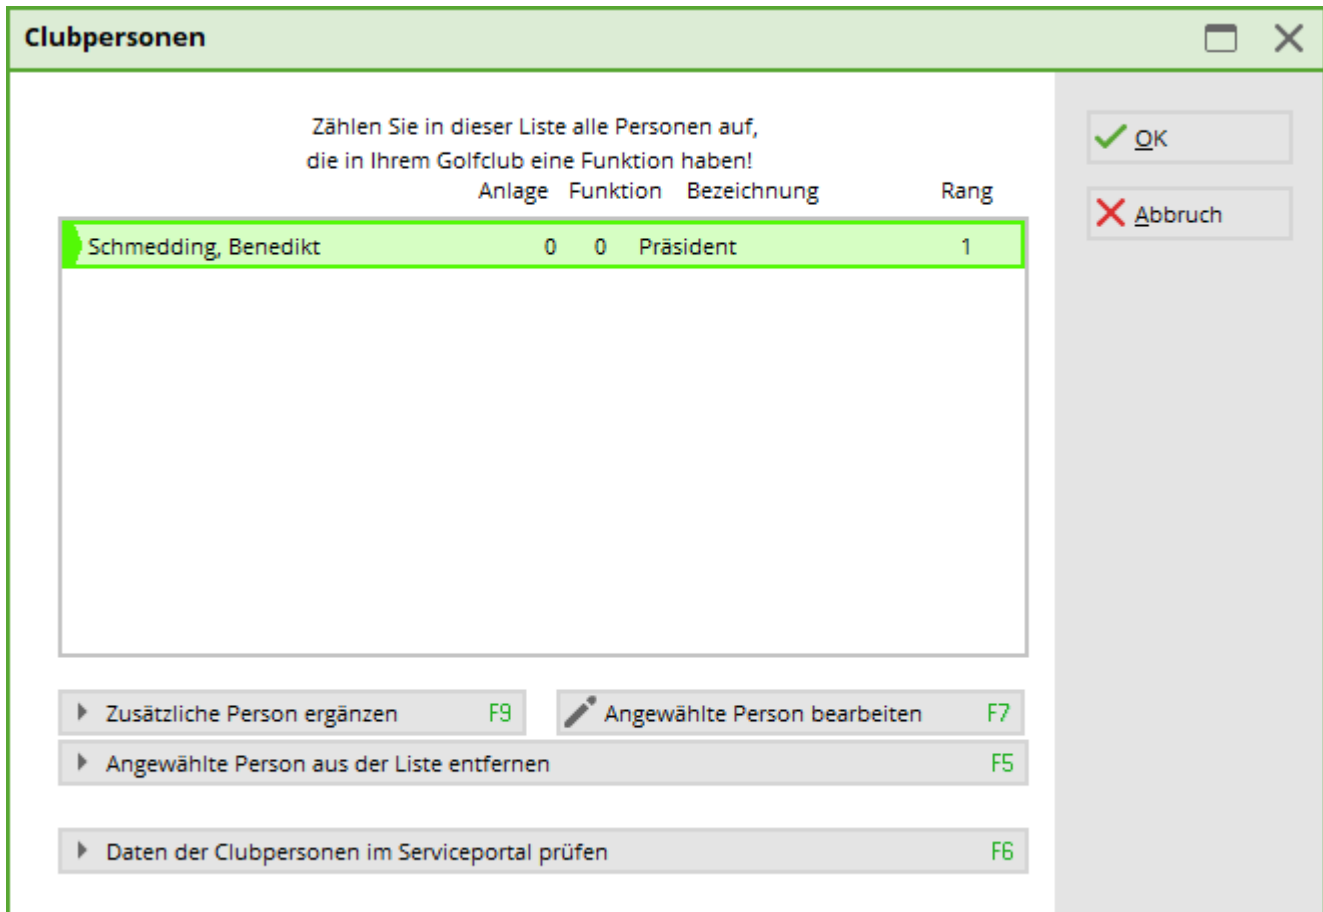 Clubpersonen
Zählen Sie in dieser Liste alle Personen auf,
die in Ihrem Golfclub eine Funktion haben!
Anlage Funktion Bezeichnung Rang
Schmedding, Benedikt 0 0 Präsident 1
Zusätzliche Person ergänzen F9
Angewählte Person bearbeiten F7
Angewählte Person aus der Liste entfernen F5
Daten der Clubpersonen im Serviceportal prüfen F6
OK
Abbruch